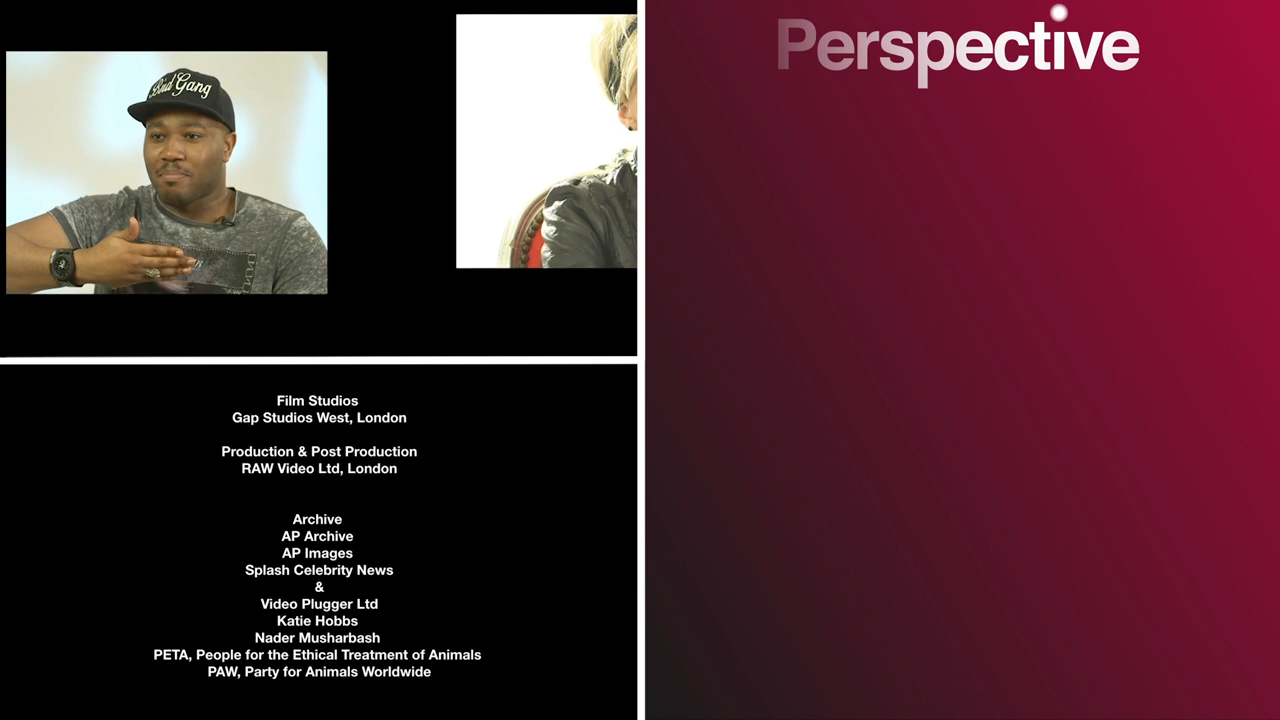 Perspective
Film Studios
Gap Studios West, London
Production & Post Production
RAW Video Ltd, London
Archive
AP Archive
AP Images
Splash Celebrity News
&
Video Plugger Ltd
Katie Hobbs
Nader Musharbash
PETA, People for the Ethical Treatment of Animals
PAW, Party for Animals Worldwide